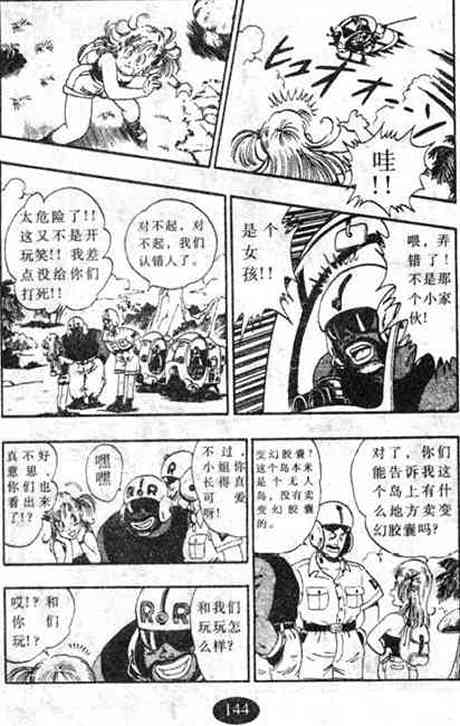 ヒュオオ…ン
哇!!
喂，弄
错了！
不是那
个小家
伙!
是个
女
孩!!
对不起，对
不起，我们
认错人了。
太危险了!!
这又不是开
玩笑!!我差
点没给你们
打死!!
对了，你们
能告诉我这
个岛上有什
么地方卖变
幻胶囊吗?
变幻胶囊?
这个岛本来
是个无人
岛，没有卖
变幻胶囊
的。
不过，
小姐你
长得
可爱
呀!
R R
嘿
嘿
真不好
意思，
你们也
看出来
了!?
和我们
玩玩怎
么样?
R R
哎!?和
你们
玩!?
144